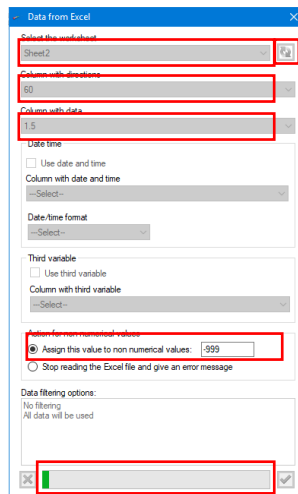 Data from Excel
Select the worksheet
Sheet2
Column with directions
60
Column with data
1.5
Date time
Use date and time
Column with date and time
--Select--
Date/time format
--Select--
Third variable
Use third variable
Column with third variable
--Select--
Action for non numerical values
Assign this value to non numerical values: -999
Stop reading the Excel file and give an error message
Data filtering options:
No filtering
All data will be used